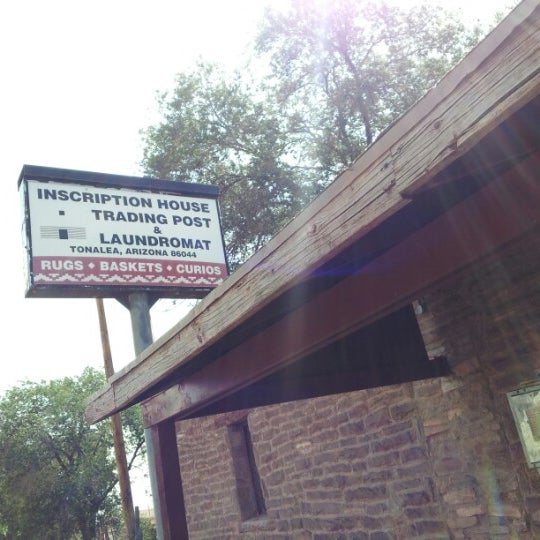 INSCRIPTION HOUSE
TRADING POST
&
LAUNDROMAT
TONALEA, ARIZONA 86044
RUGS • BASKETS • CURIOS